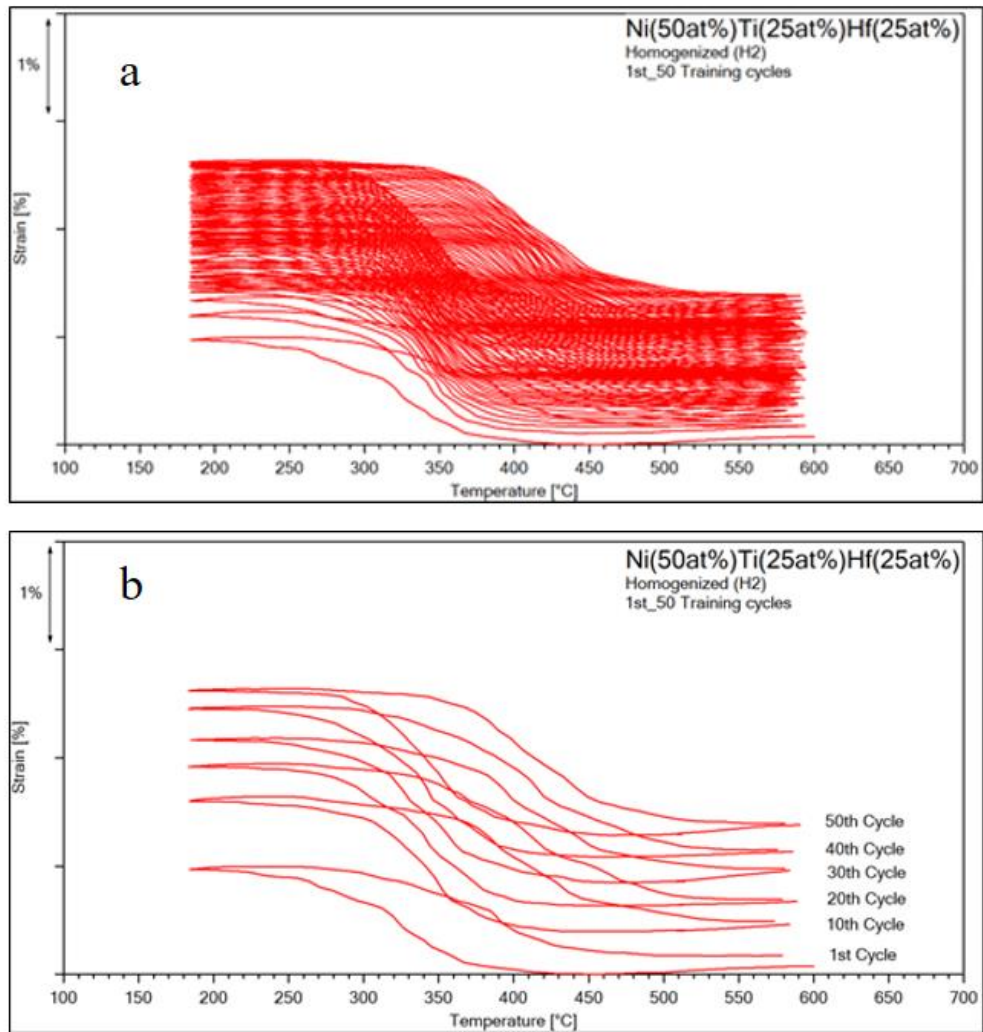 Ni(50at%)Ti(25at%)Hf(25at%)
Homogenized (H2)
1st_50 Training cycles
1%
a
Strain [%]
100 150 200 250 300 350 400 450 500 550 600 650 700
Temperature [°C]
Ni(50at%)Ti(25at%)Hf(25at%)
Homogenized (H2)
1st_50 Training cycles
1%
b
Strain [%]
50th Cycle
40th Cycle
30th Cycle
20th Cycle
10th Cycle
1st Cycle
100 150 200 250 300 350 400 450 500 550 600 650 700
Temperature [°C]